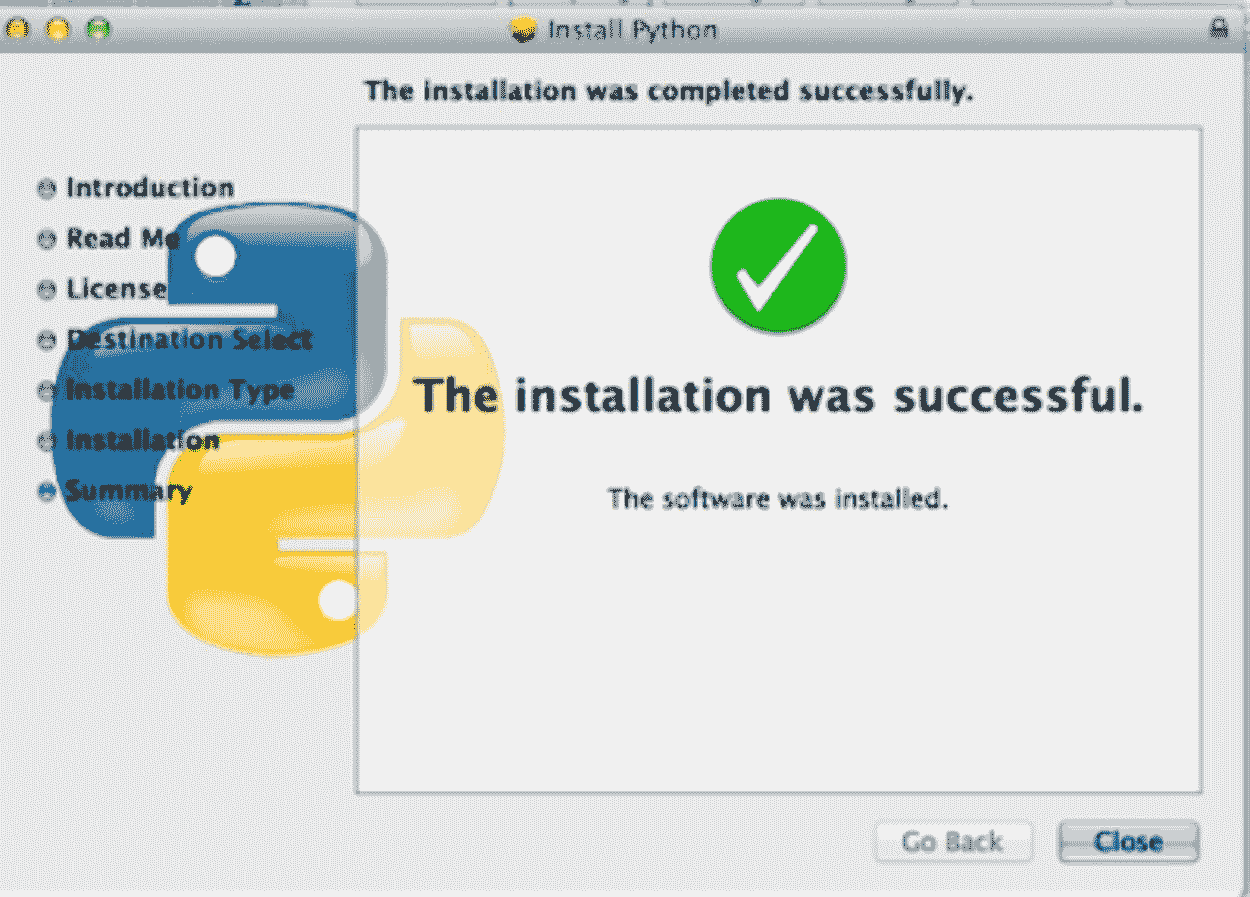 Install Python
The installation was completed successfully.
Introduction
Read Me
License
Destination Select
Installation Type
Installation
Summary
The installation was successful.
The software was installed.
Go Back
Close